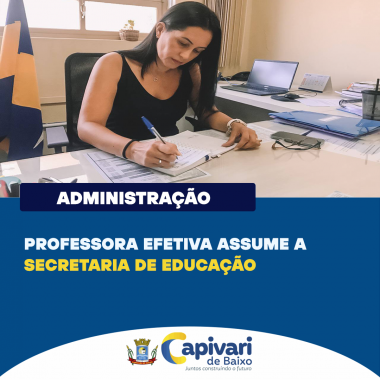 ADMINISTRAÇÃO
PROFESSORA EFETIVA ASSUME A
SECRETARIA DE EDUCAÇÃO
Capivari
de Baixo
Juntos construindo o futuro